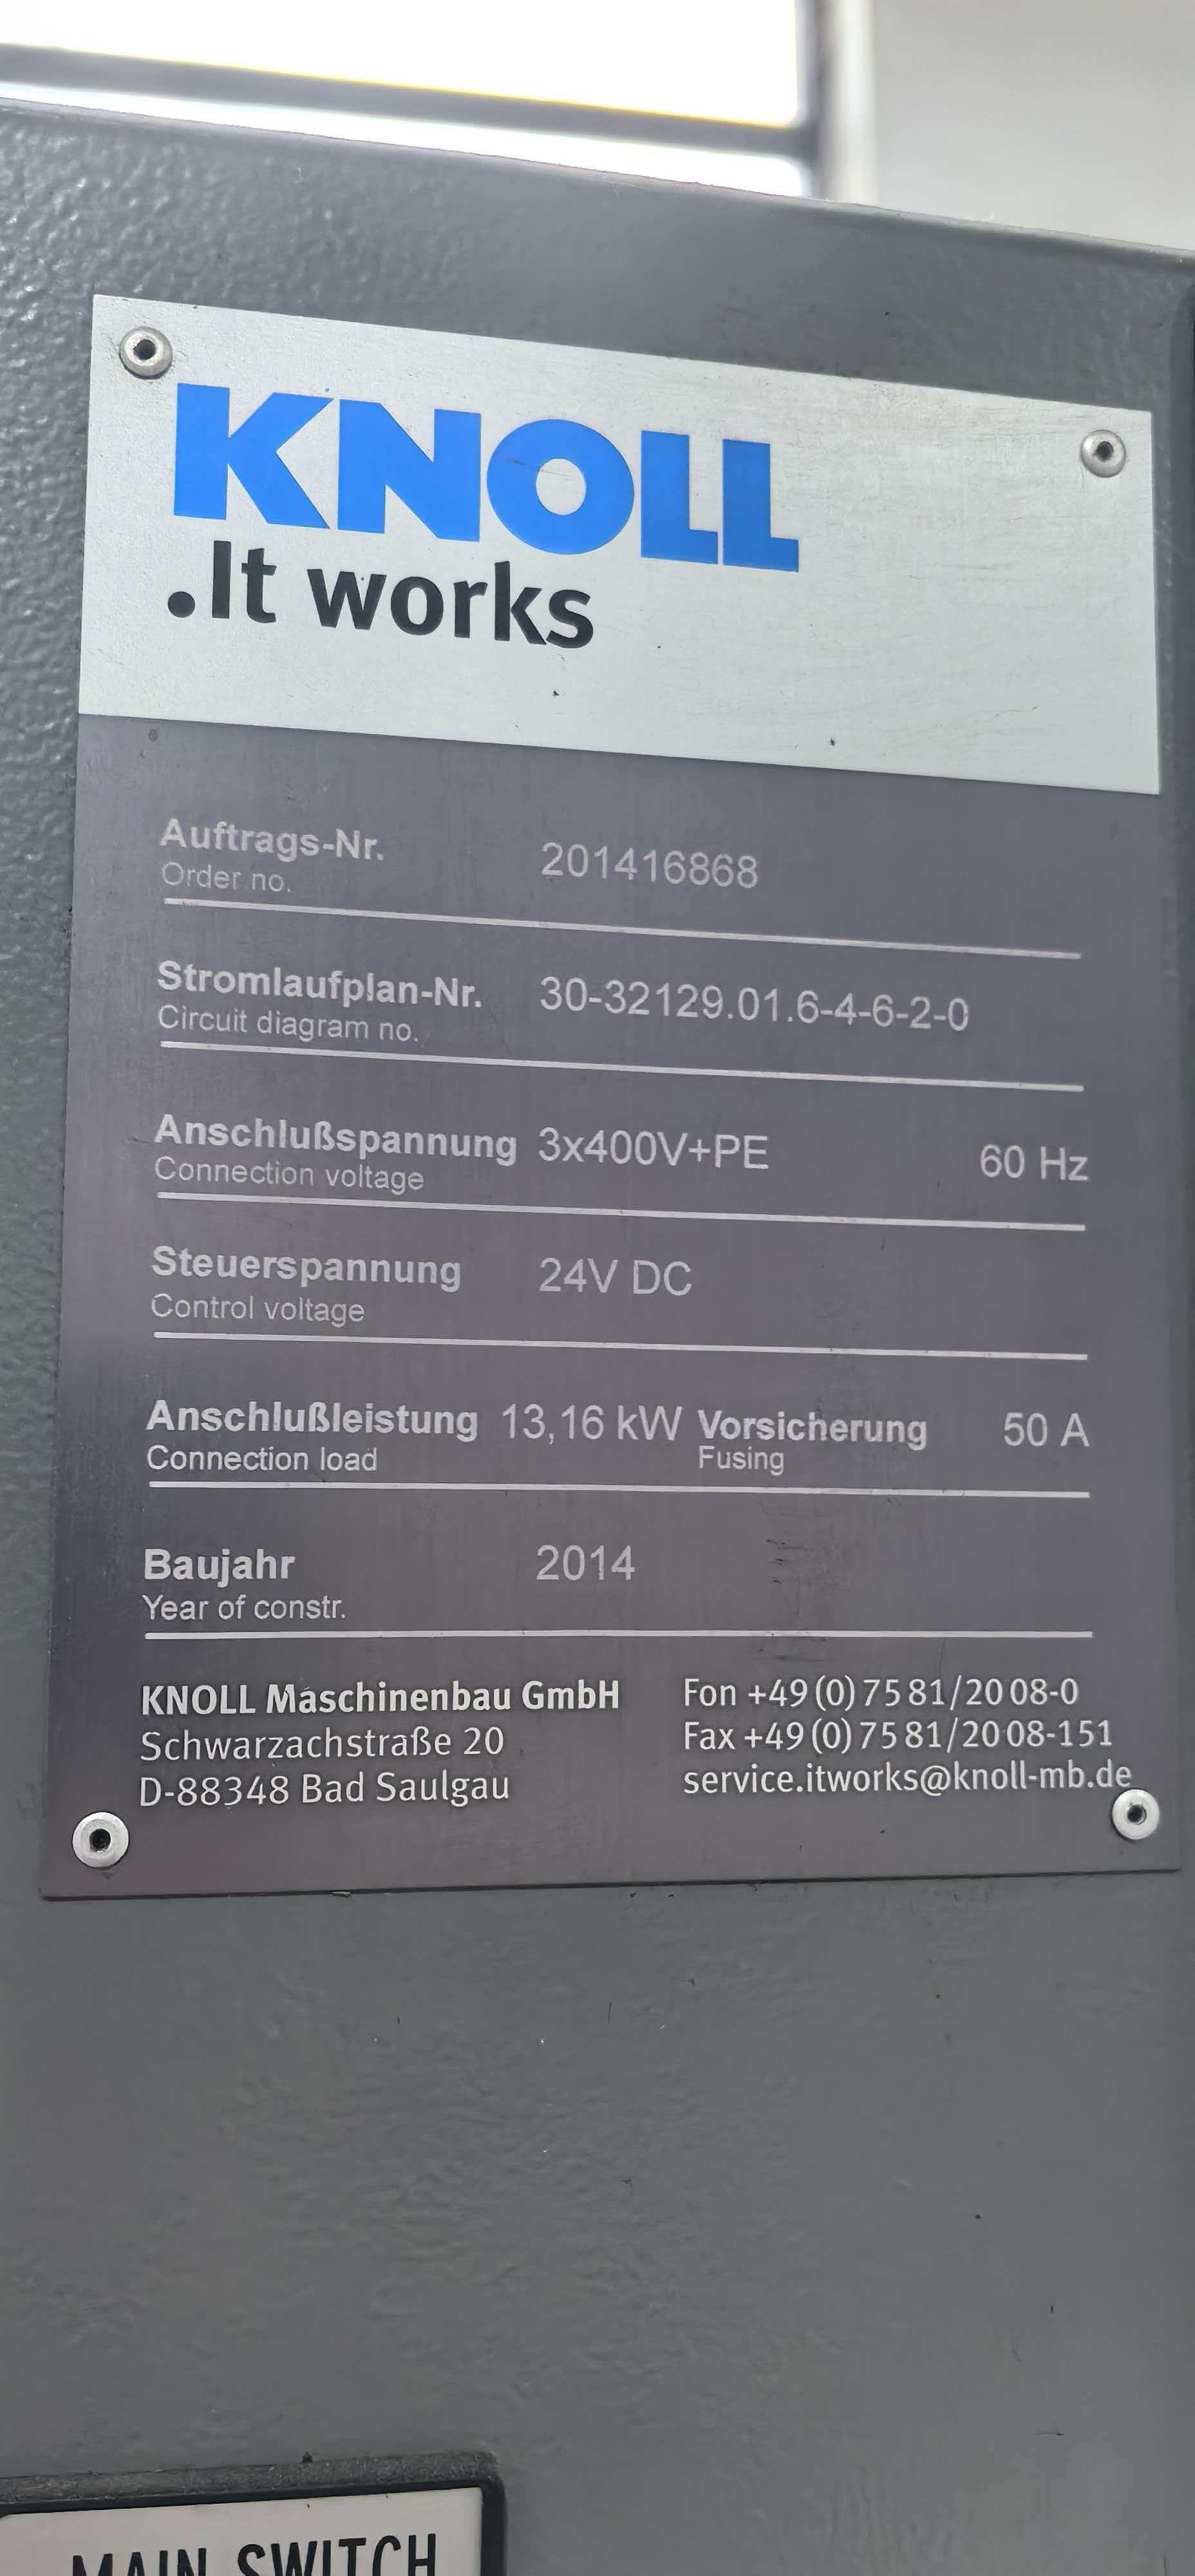 KNOLL
.It works
Auftrags-Nr. 201416868
Order no.
Stromlaufplan-Nr. 30-32129.01.6-4-6-2-0
Circuit diagram no.
Anschlußspannung 3x400V+PE 60 Hz
Connection voltage
Steuerspannung 24V DC
Control voltage
Anschlußleistung 13,16 kW Vorsicherung 50 A
Connection load Fusing
Baujahr 2014
Year of constr.
KNOLL Maschinenbau GmbH Fon +49 (0) 75 81/20 08-0
Schwarzachstraße 20 Fax +49 (0) 75 81/20 08-151
D-88348 Bad Saulgau service.itworks@knoll-mb.de
MAIN SWITCH